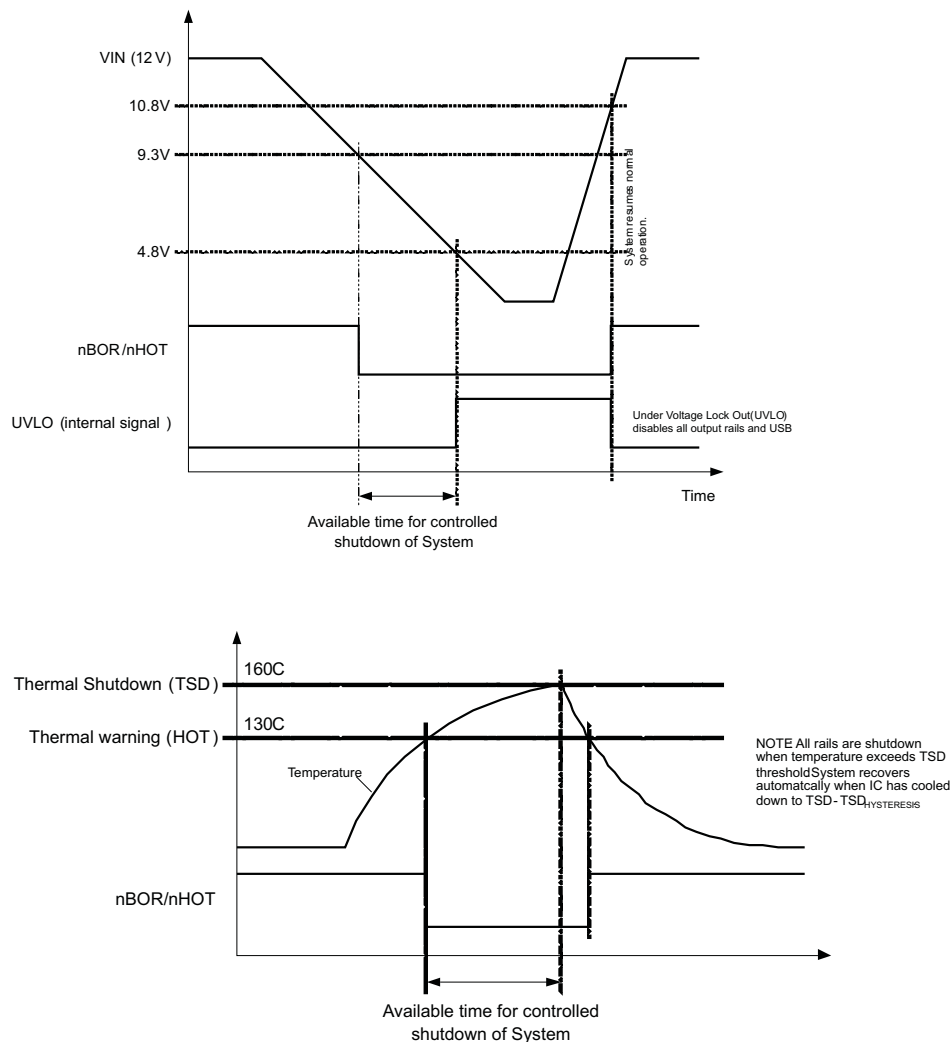 VIN (12 V)
10.8V
9.3V
4.8V
System resumes normal
operation.
nBOR/nHOT
UVLO (internal signal )
Under Voltage Lock Out(UVLO)
disables all output rails and USB
Time
Available time for controlled
shutdown of System
160C
Thermal Shutdown (TSD)
130C
Thermal warning (HOT)
Temperature
NOTE All rails are shutdown
when temperature exceeds TSD
thresholdSystem recovers
automatcally when IC has cooled
down to TSD - TSDHYSTERESIS
nBOR/nHOT
Available time for controlled
shutdown of System